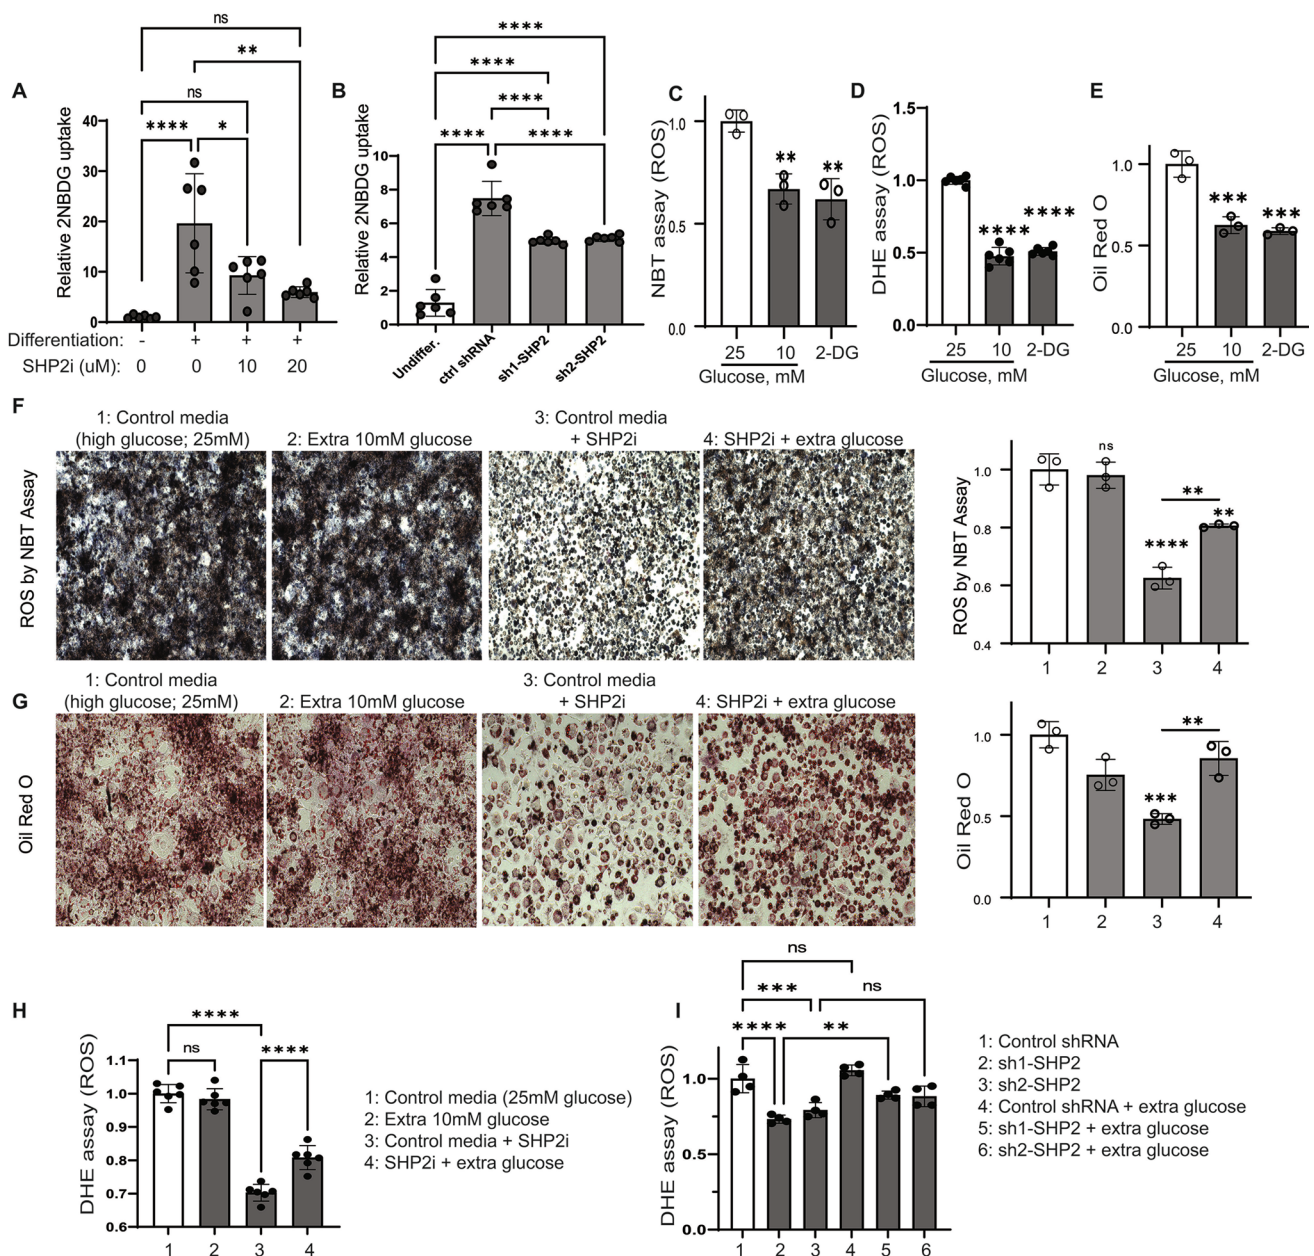 A
ns
**
ns
****
*
Relative 2NBDG uptake
40
30
20
10
0
Differentiation: - + + +
SHP2i (uM): 0 0 10 20
B
****
****
****
**** ****
Relative 2NBDG uptake
10
8
6
4
2
0
Undiffer.
ctrl shRNA
sh1-SHP2
sh2-SHP2
C
NBT assay (ROS)
1.0
0.5
0.0
** **
25 10 2-DG
Glucose, mM
D
DHE assay (ROS)
1.5
1.0
0.5
0.0
**** ****
25 10 2-DG
Glucose, mM
E
Oil Red O
1.0
0.5
0.0
*** ***
25 10 2-DG
Glucose, mM
F
ROS by NBT Assay
1: Control media
(high glucose; 25mM)
2: Extra 10mM glucose
3: Control media
+ SHP2i
4: SHP2i + extra glucose
ROS by NBT Assay
1.0
0.8
0.6
0.4
ns
**
****
**
1 2 3 4
G
Oil Red O
1: Control media
(high glucose; 25mM)
2: Extra 10mM glucose
3: Control media
+ SHP2i
4: SHP2i + extra glucose
Oil Red O
1.0
0.5
0.0
**
***
1 2 3 4
H
DHE assay (ROS)
1.1
1.0
0.9
0.8
0.7
0.6
****
ns
****
1 2 3 4
1: Control media (25mM glucose)
2: Extra 10mM glucose
3: Control media + SHP2i
4: SHP2i + extra glucose
I
DHE assay (ROS)
1.0
0.5
0.0
ns
*** ns
**** **
1 2 3 4 5 6
1: Control shRNA
2: sh1-SHP2
3: sh2-SHP2
4: Control shRNA + extra glucose
5: sh1-SHP2 + extra glucose
6: sh2-SHP2 + extra glucose